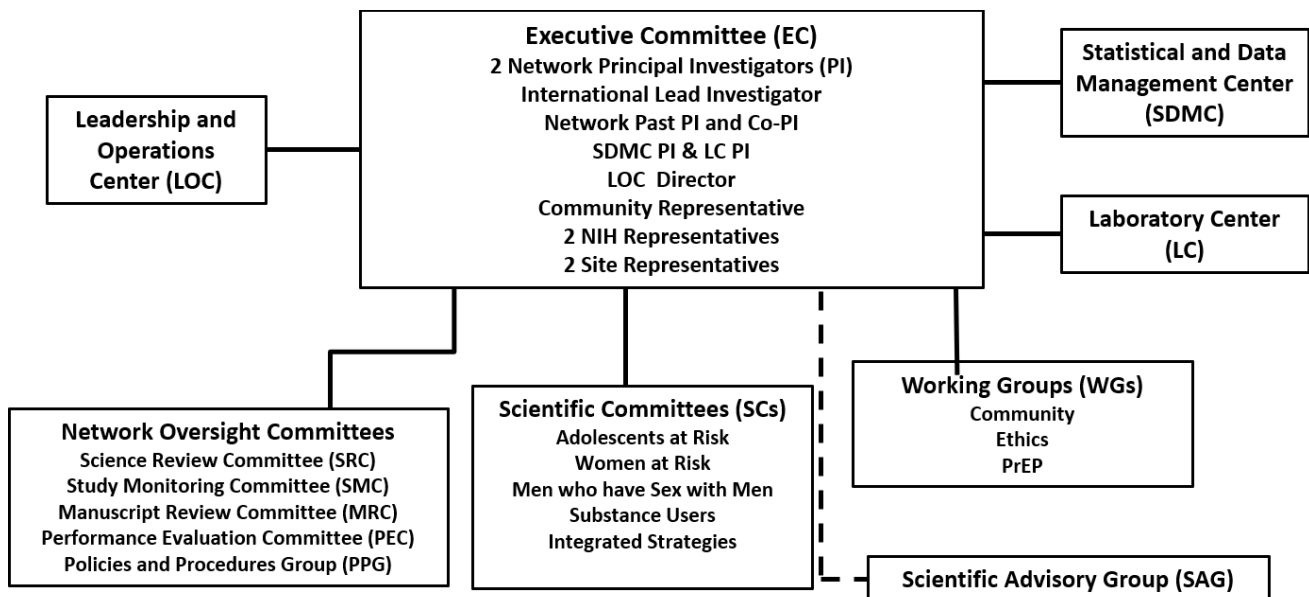 Executive Committee (EC)
2 Network Principal Investigators (PI)
International Lead Investigator
Network Past PI and Co-PI
SDMC PI & LC PI
LOC Director
Community Representative
2 NIH Representatives
2 Site Representatives
Leadership and
Operations
Center (LOC)
Statistical and Data
Management Center
(SDMC)
Laboratory Center
(LC)
Network Oversight Committees
Science Review Committee (SRC)
Study Monitoring Committee (SMC)
Manuscript Review Committee (MRC)
Performance Evaluation Committee (PEC)
Policies and Procedures Group (PPG)
Scientific Committees (SCs)
Adolescents at Risk
Women at Risk
Men who have Sex with Men
Substance Users
Integrated Strategies
Working Groups (WGs)
Community
Ethics
PrEP
Scientific Advisory Group (SAG)